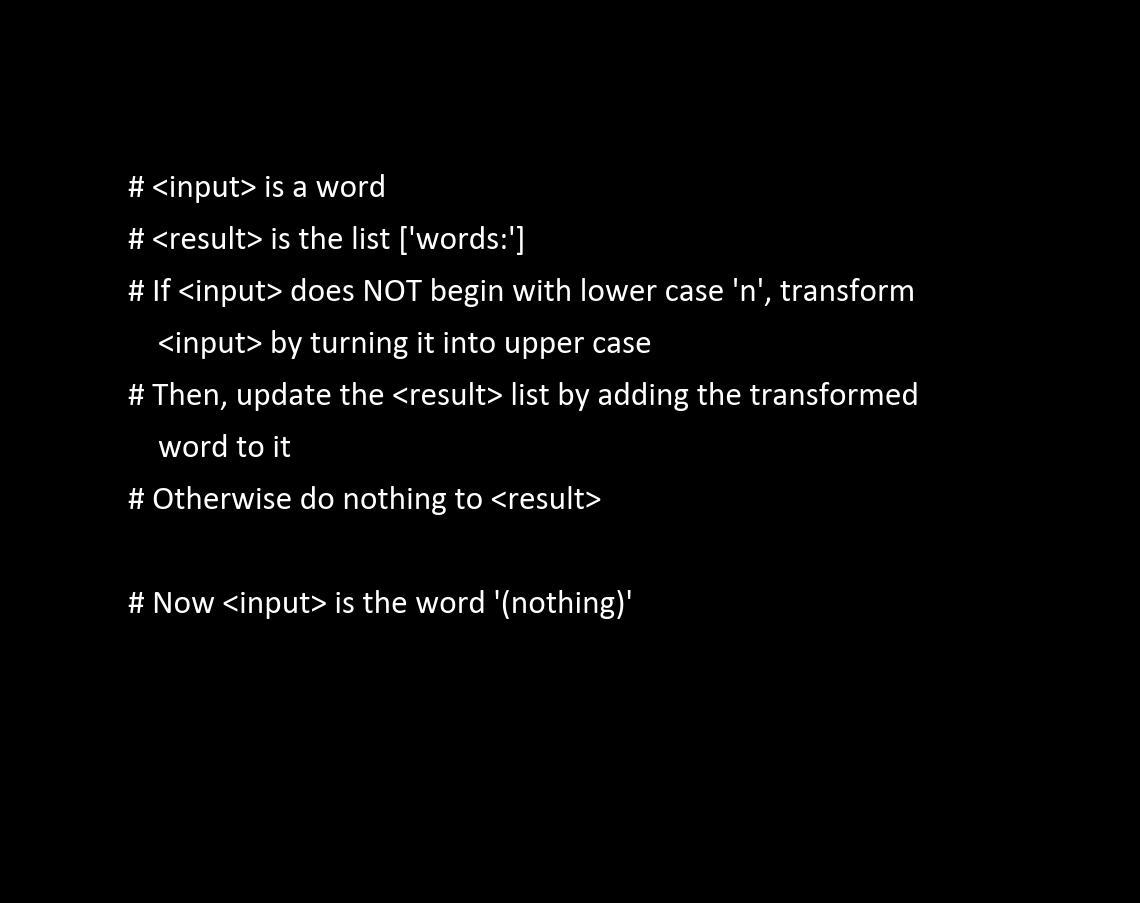 # <input> is a word
# <result> is the list ['words:']
# If <input> does NOT begin with lower case 'n', transform
<input> by turning it into upper case
# Then, update the <result> list by adding the transformed
word to it
# Otherwise do nothing to <result>
# Now <input> is the word '(nothing)'